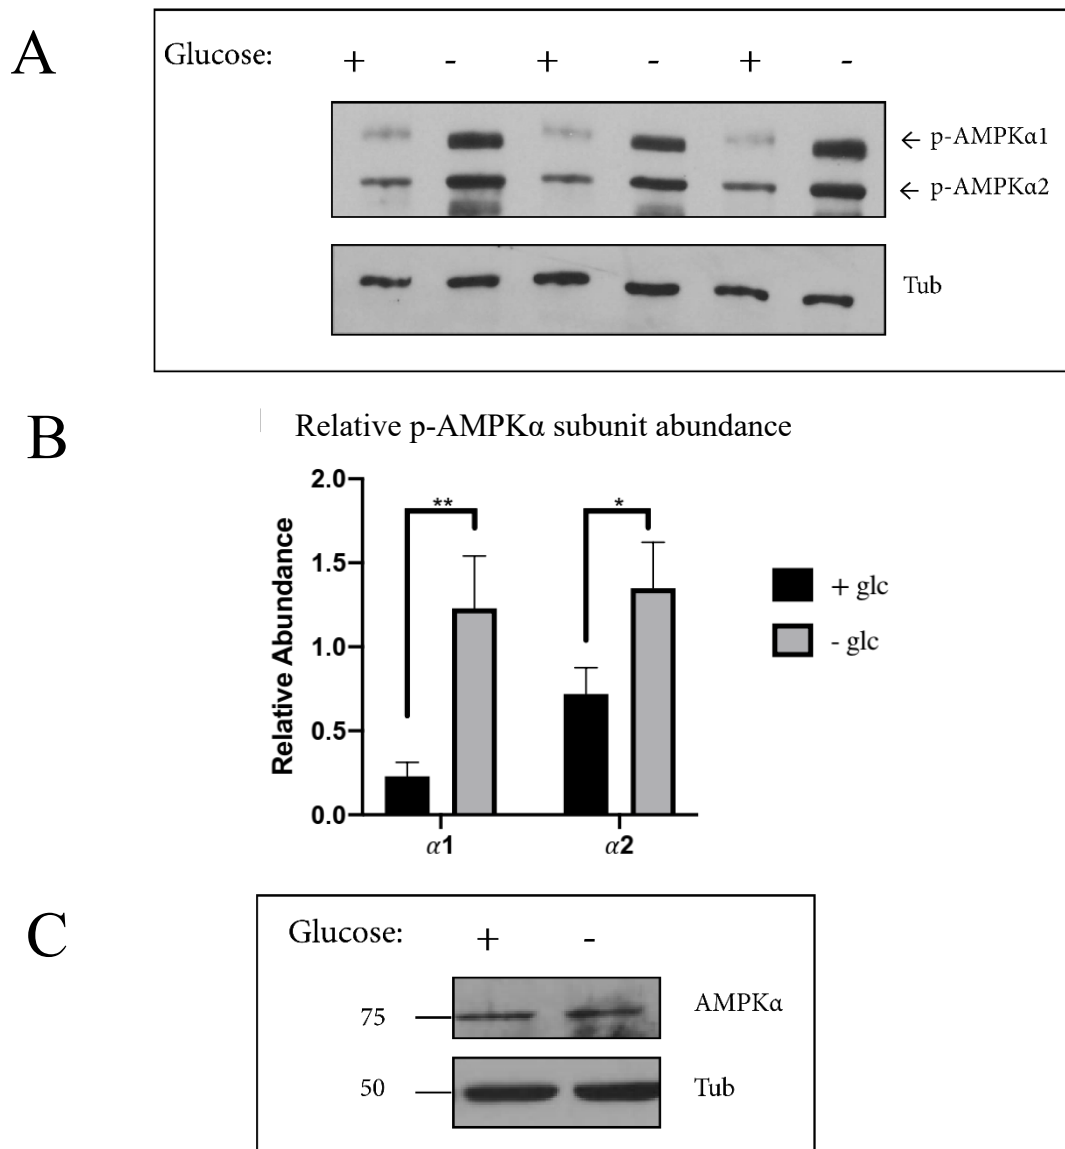 A
Glucose: + - + - + -
← p-AMPKα1
← p-AMPKα2
Tub
B
Relative p-AMPKα subunit abundance
Relative Abundance
2.0
1.5
1.0
0.5
0.0
** *
α1 α2
+ glc
- glc
C
Glucose: + -
75
AMPKα
50
Tub